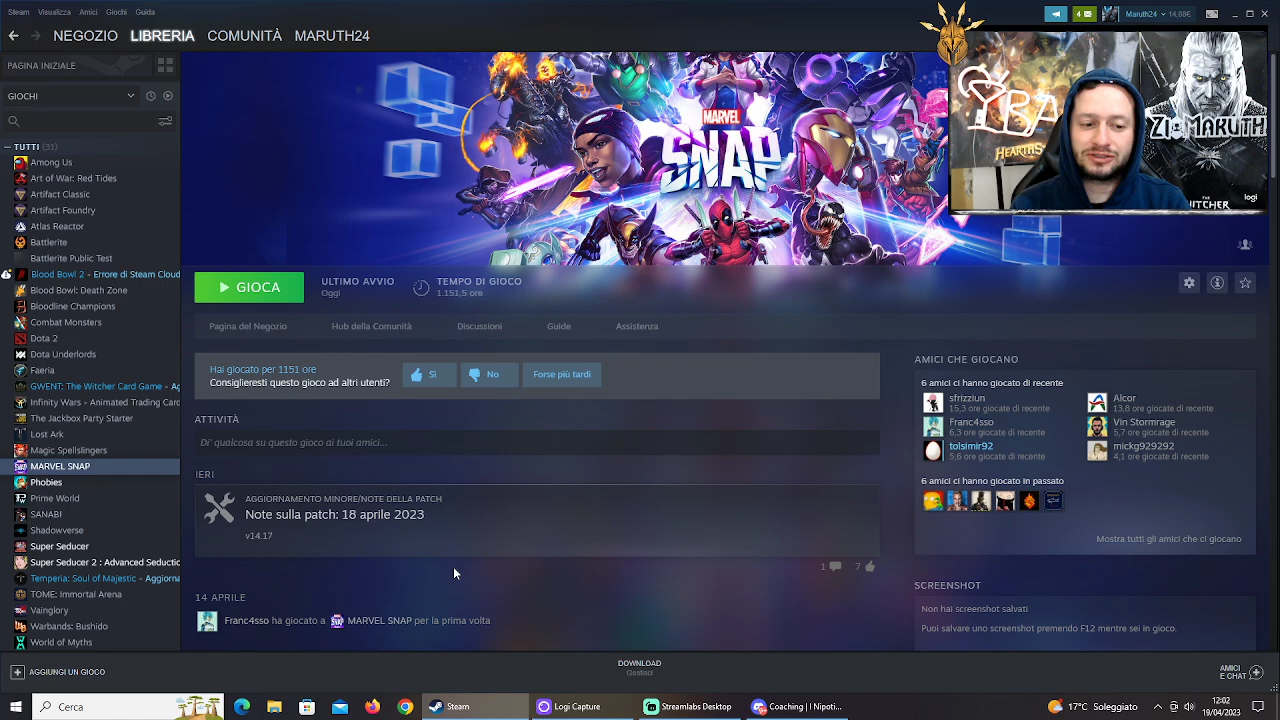 Steam Visualizza Amici Giochi Guida
4 Maruth24 14,08€
NEGOZIO LIBRERIA COMUNITÀ MARUTH24
PAGINA INIZIALE
GIOCHI
TUTTI (31)
Among Us
Art of War: Red Tides
Artifact Classic
Artifact Foundry
Atlas Reactor
Battlerite
Battlerite Public Test
Blood Bowl 2 - Errore di Steam Cloud
Blood Bowl: Death Zone
Bloodline Champions
Combat Monsters
Dota 2
Dota Underlords
Faeria
GWENT: The Witcher Card Game - Ag
Infinity Wars - Animated Trading Card
The Jackbox Party Starter
Lost Ark
Magic Spellslingers
MARVEL SNAP
Phobies
Prime World
SANABI
Shadowverse
Super Seducer
Super Seducer 2 : Advanced Seductio
Temperia: Soul of Majestic - Aggiorna
TOME: Immortal Arena
Vainglory
Warbands: Bushido
World of Myths
AGGIUNGI UN GIOCO
MARVEL
SNAP
HEARTHS
ZIO MARUTH
THE
WITCHER
logi
GIOCA
ULTIMO AVVIO
Oggi
TEMPO DI GIOCO
1.151,5 ore
Pagina del Negozio Hub della Comunità Discussioni Guide Assistenza
Hai giocato per 1151 ore
Consiglieresti questo gioco ad altri utenti?
Sì No Forse più tardi
ATTIVITÀ
Di' qualcosa su questo gioco ai tuoi amici...
IERI
AGGIORNAMENTO MINORE/NOTE DELLA PATCH
Note sulla patch: 18 aprile 2023
v14.17
1 7
14 APRILE
Franc4sso ha giocato a MARVEL SNAP per la prima volta
AMICI CHE GIOCANO
6 amici ci hanno giocato di recente
sfrizziun
15,3 ore giocate di recente
Alcor
13,8 ore giocate di recente
Franc4sso
6,3 ore giocate di recente
Vin Stormrage
5,7 ore giocate di recente
tolsimir92
5,6 ore giocate di recente
mickg929292
4,1 ore giocate di recente
6 amici ci hanno giocato in passato
Mostra tutti gli amici che ci giocano
SCREENSHOT
Non hai screenshot salvati
Puoi salvare uno screenshot premendo F12 mentre sei in gioco.
DOWNLOAD
Gestisci
AMICI
E CHAT
Cerca
Steam
Logi Capture
Streamlabs Desktop
Coaching | | Nipoti...
17°C Soleggiato
12:02
19/04/2023